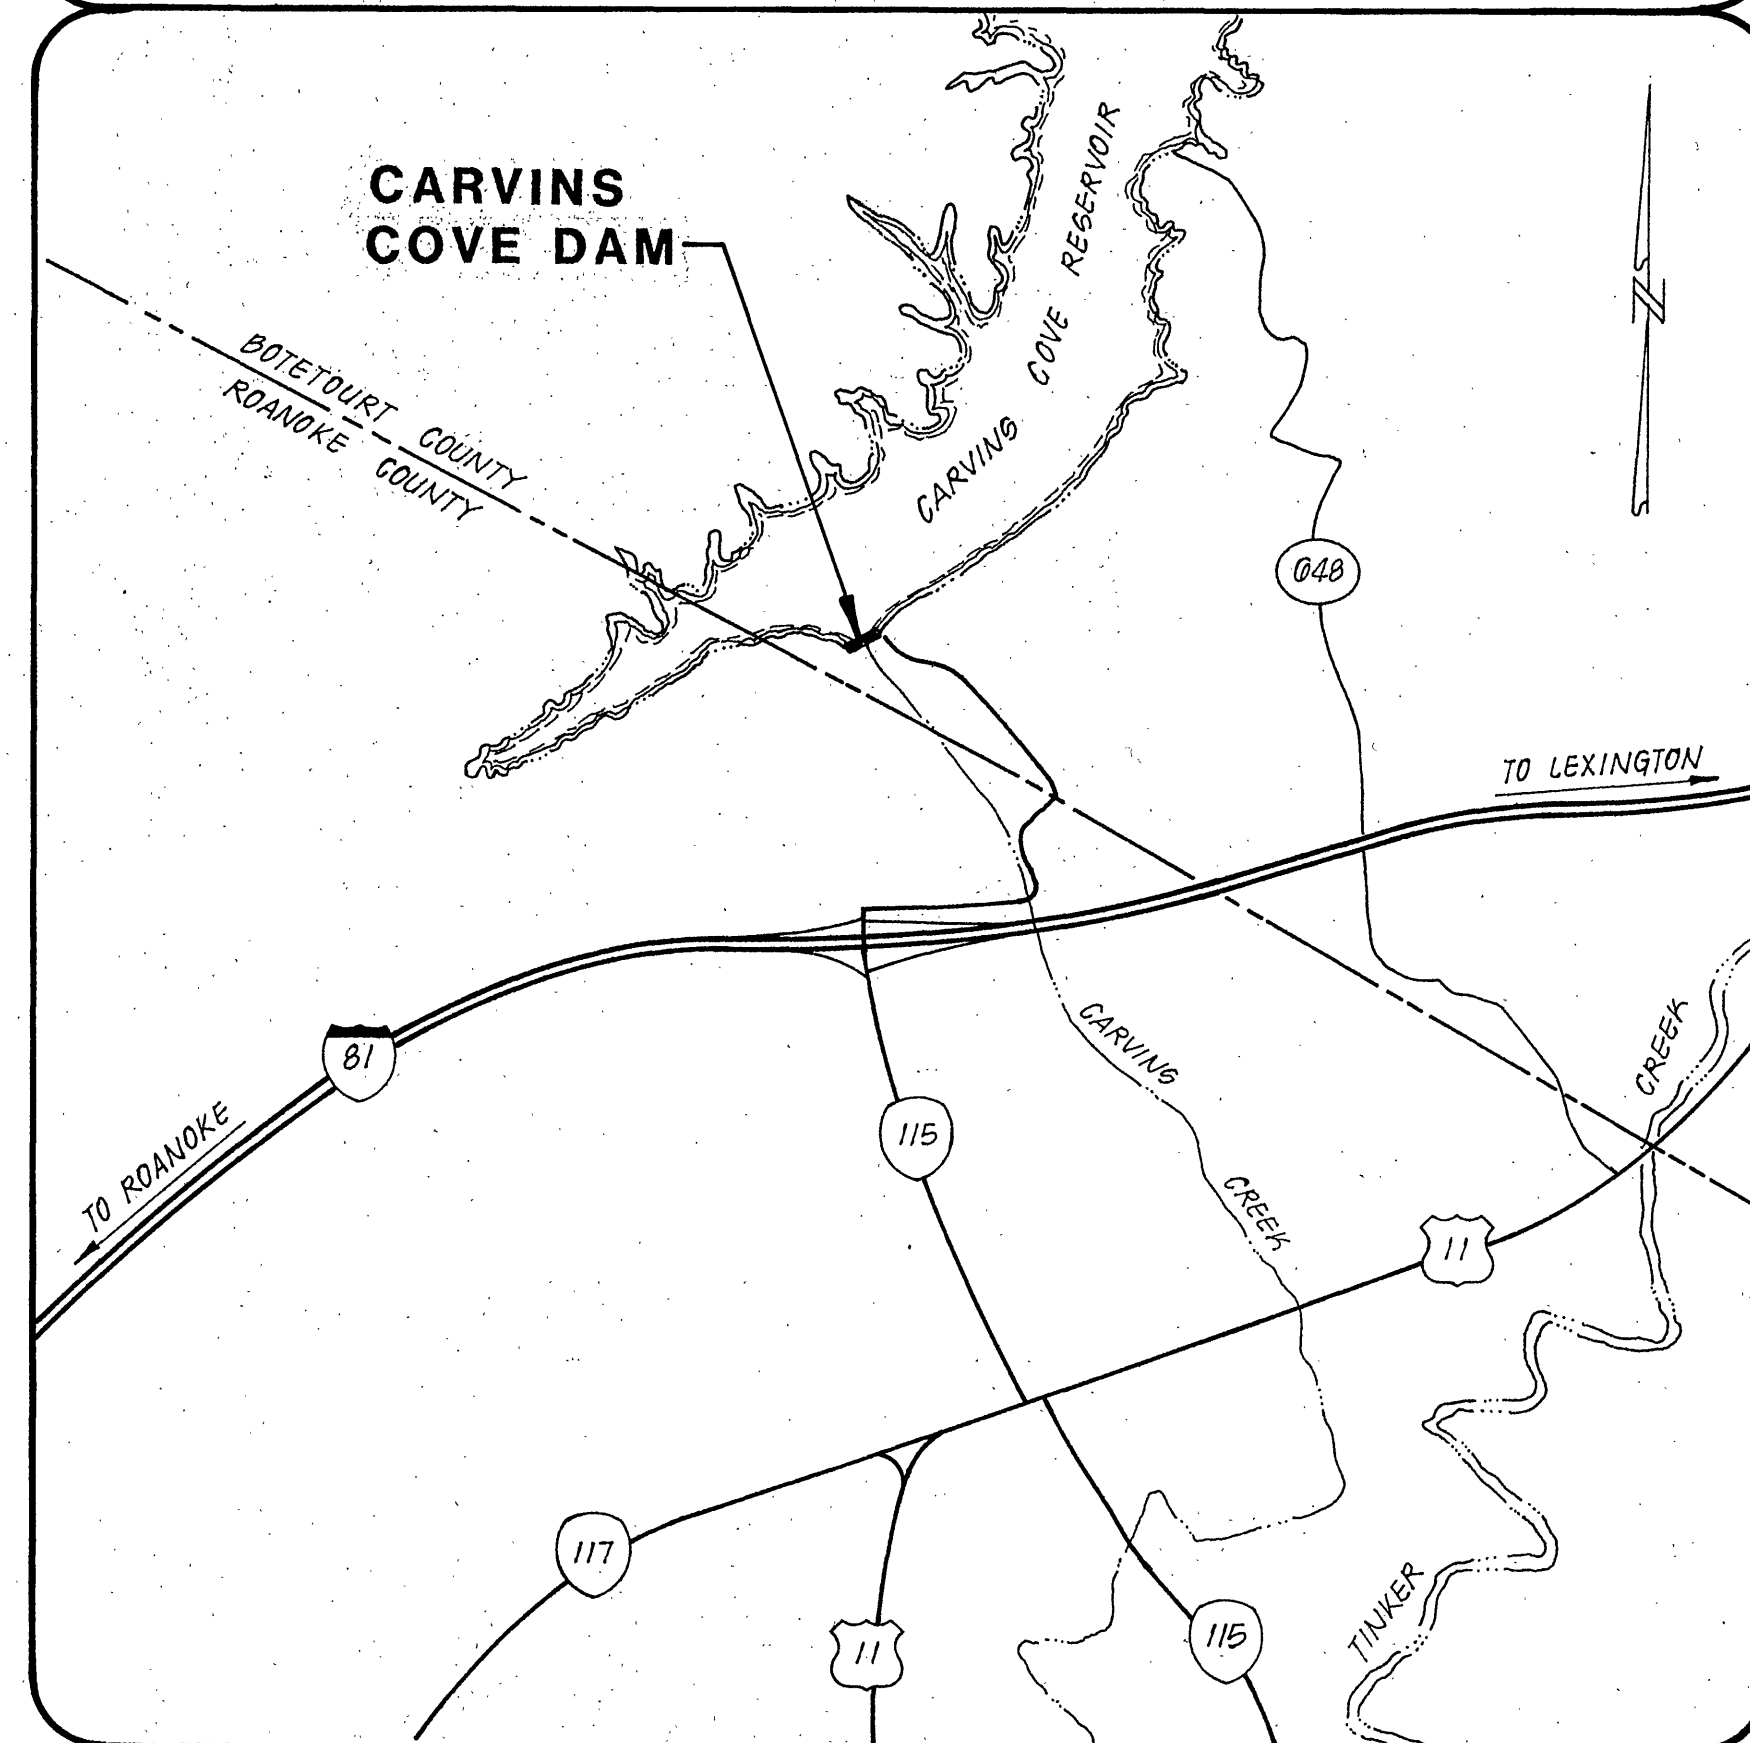 CARVINS
COVE DAM
CARVINS COVE RESERVOIR
N
BOTETOURT COUNTY
ROANOKE COUNTY
648
TO LEXINGTON
81
TO ROANOKE
CARVINS CREEK
115
11
TINKER CREEK
117
11
115